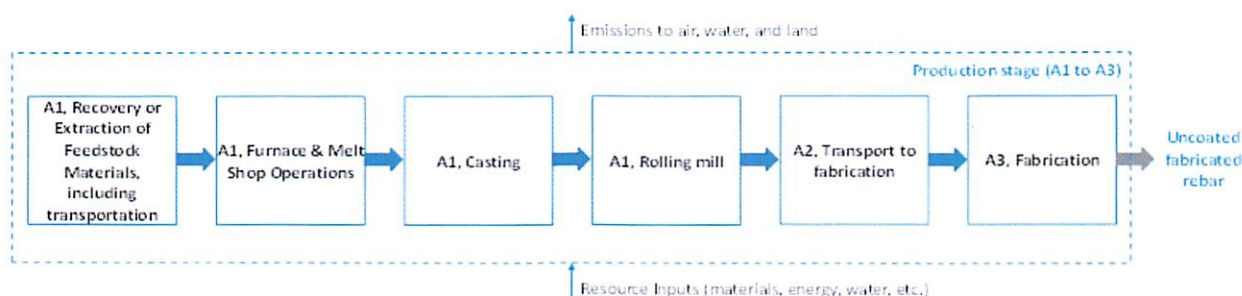 Emissions to air, water, and land
Production stage (A1 to A3)
A1, Recovery or
Extraction of
Feedstock
Materials,
including
transportation
A1, Furnace & Melt
Shop Operations
A1, Casting
A1, Rolling mill
A2, Transport to
fabrication
A3, Fabrication
Uncoated
fabricated
rebar
Resource Inputs (materials, energy, water, etc.)